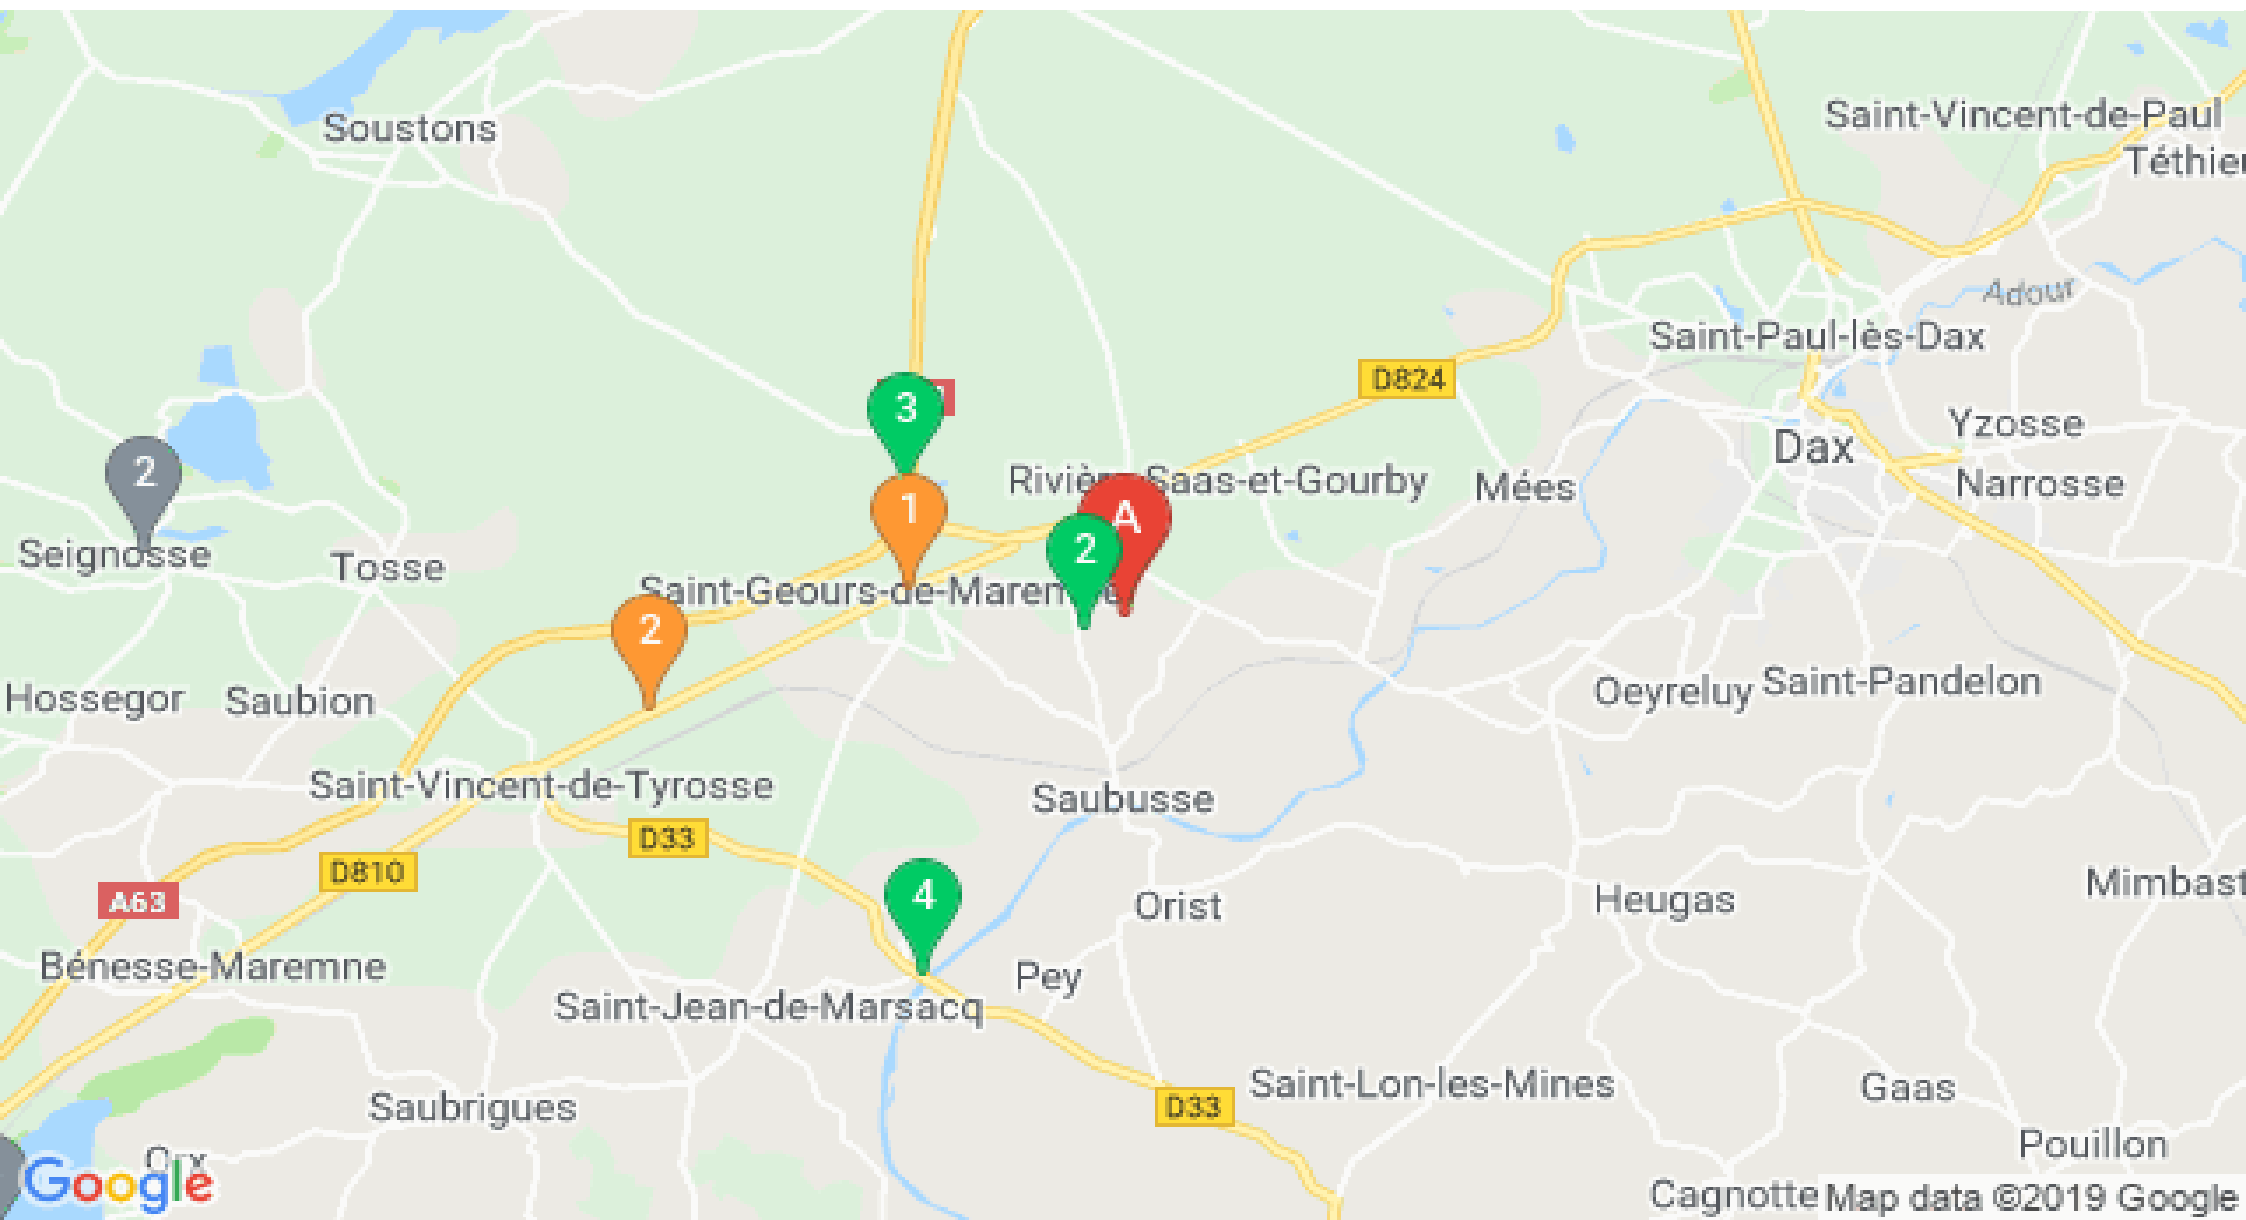 Soustons
Saint-Vincent-de-Paul
Adour
Saint-Paul-lès-Dax
D824
3
Yzosse
Dax
2
Rivière-Saas-et-Gourby
Mées
Narrosse
1
A
2
Seignosse
Tosse
Saint-Geours-de-Maremne
2
Hossegor
Saubion
Oeyreluy
Saint-Pandelon
Saint-Vincent-de-Tyrosse
Saubusse
D33
D810
A63
4
Orist
Heugas
Bénesse-Maremne
Pey
Saint-Jean-de-Marsacq
Saint-Lon-les-Mines
Gaas
Saubrigues
D33
Pouillon
Orx
Google
Cagnotte
Map data ©2019 Google